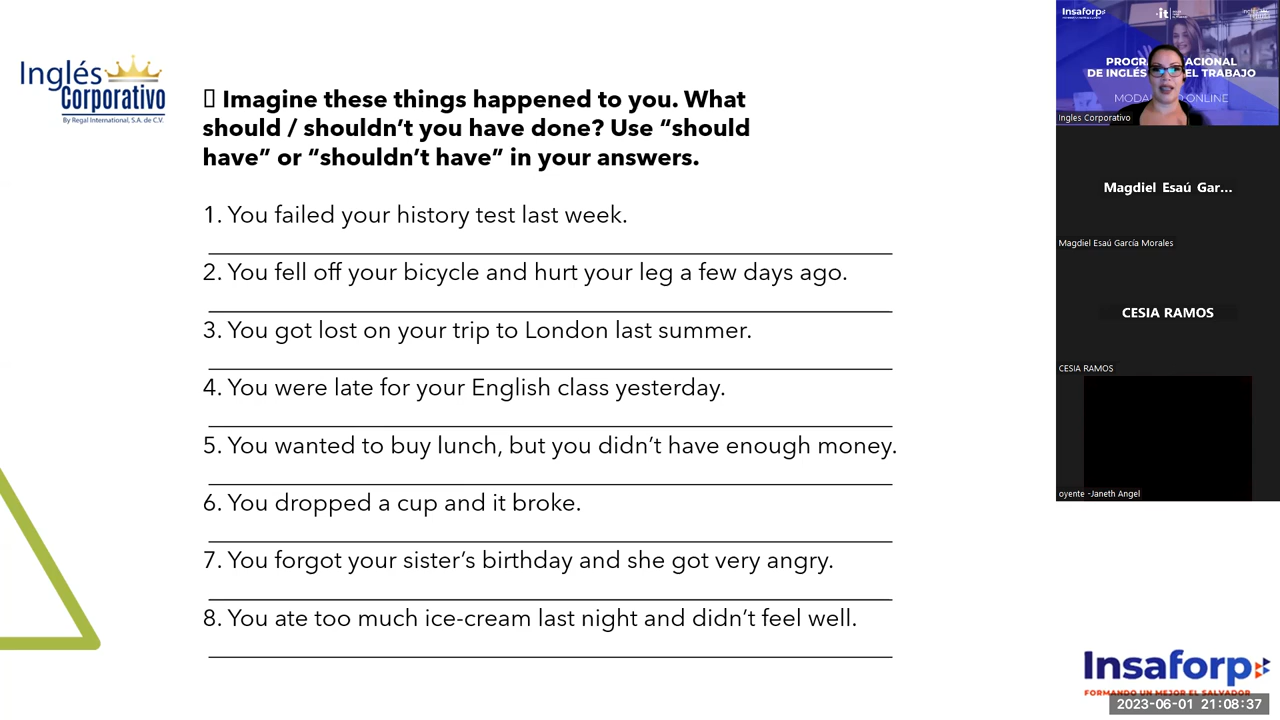 Inglés
Corporativo
By Regal International, S.A. de C.V.
Imagine these things happened to you. What
should / shouldn’t you have done? Use “should
have” or “shouldn’t have” in your answers.
1. You failed your history test last week.
2. You fell off your bicycle and hurt your leg a few days ago.
3. You got lost on your trip to London last summer.
4. You were late for your English class yesterday.
5. You wanted to buy lunch, but you didn’t have enough money.
6. You dropped a cup and it broke.
7. You forgot your sister’s birthday and she got very angry.
8. You ate too much ice-cream last night and didn’t feel well.
Insaforp
·it
Ingles Corporativo
Magdiel Esaú Gar...
Magdiel Esaú García Morales
CESIA RAMOS
CESIA RAMOS
oyente -Janeth Angel
Insaforp
FORMANDO UN MEJOR EL SALVADOR
2023-06-01 21:08:37